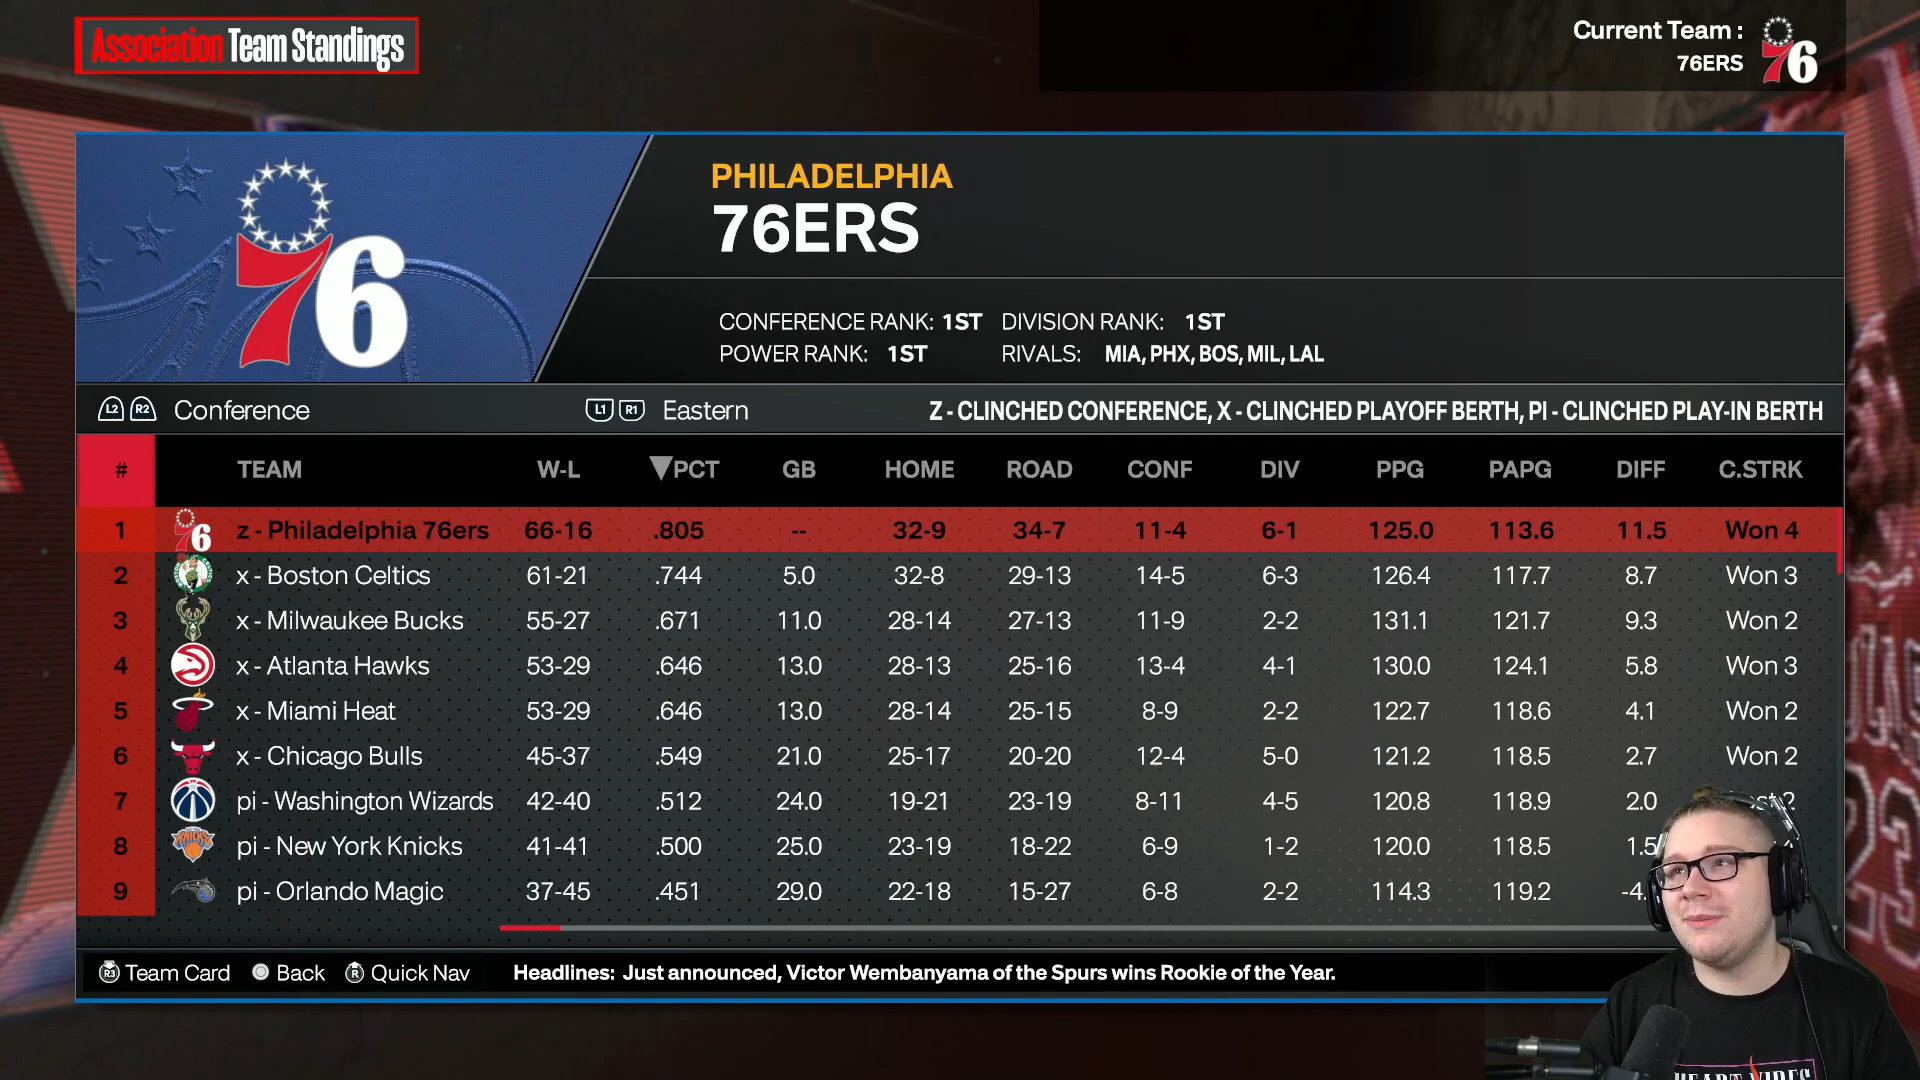 Association Team Standings
Current Team :
76ERS
PHILADELPHIA
76ERS
CONFERENCE RANK: 1ST DIVISION RANK: 1ST
POWER RANK: 1ST RIVALS: MIA, PHX, BOS, MIL, LAL
L2 R2 Conference L1 R1 Eastern Z - CLINCHED CONFERENCE, X - CLINCHED PLAYOFF BERTH, PI - CLINCHED PLAY-IN BERTH
# TEAM W-L PCT GB HOME ROAD CONF DIV PPG PAPG DIFF C.STRK
1 z - Philadelphia 76ers 66-16 .805 -- 32-9 34-7 11-4 6-1 125.0 113.6 11.5 Won 4
2 x - Boston Celtics 61-21 .744 5.0 32-8 29-13 14-5 6-3 126.4 117.7 8.7 Won 3
3 x - Milwaukee Bucks 55-27 .671 11.0 28-14 27-13 11-9 2-2 131.1 121.7 9.3 Won 2
4 x - Atlanta Hawks 53-29 .646 13.0 28-13 25-16 13-4 4-1 130.0 124.1 5.8 Won 3
5 x - Miami Heat 53-29 .646 13.0 28-14 25-15 8-9 2-2 122.7 118.6 4.1 Won 2
6 x - Chicago Bulls 45-37 .549 21.0 25-17 20-20 12-4 5-0 121.2 118.5 2.7 Won 2
7 pi - Washington Wizards 42-40 .512 24.0 19-21 23-19 8-11 4-5 120.8 118.9 2.0
8 pi - New York Knicks 41-41 .500 25.0 23-19 18-22 6-9 1-2 120.0 118.5 1.5
9 pi - Orlando Magic 37-45 .451 29.0 22-18 15-27 6-8 2-2 114.3 119.2 -4.
R3 Team Card Back R Quick Nav Headlines: Just announced, Victor Wembanyama of the Spurs wins Rookie of the Year.